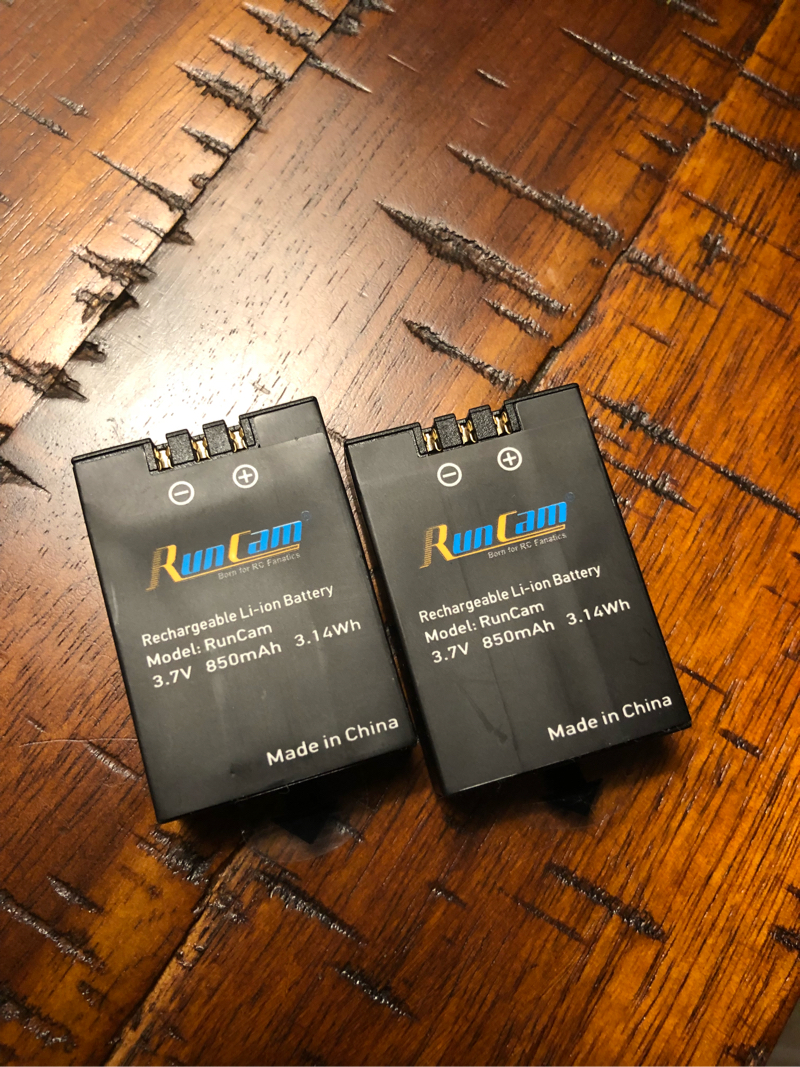 − +
RunCam
Born for RC Fanatics
Rechargeable Li-ion Battery
Model: RunCam
3.7V 850mAh 3.14Wh
Made in China
− +
RunCam
Born for RC Fanatics
Rechargeable Li-ion Battery
Model: RunCam
3.7V 850mAh 3.14Wh
Made in China